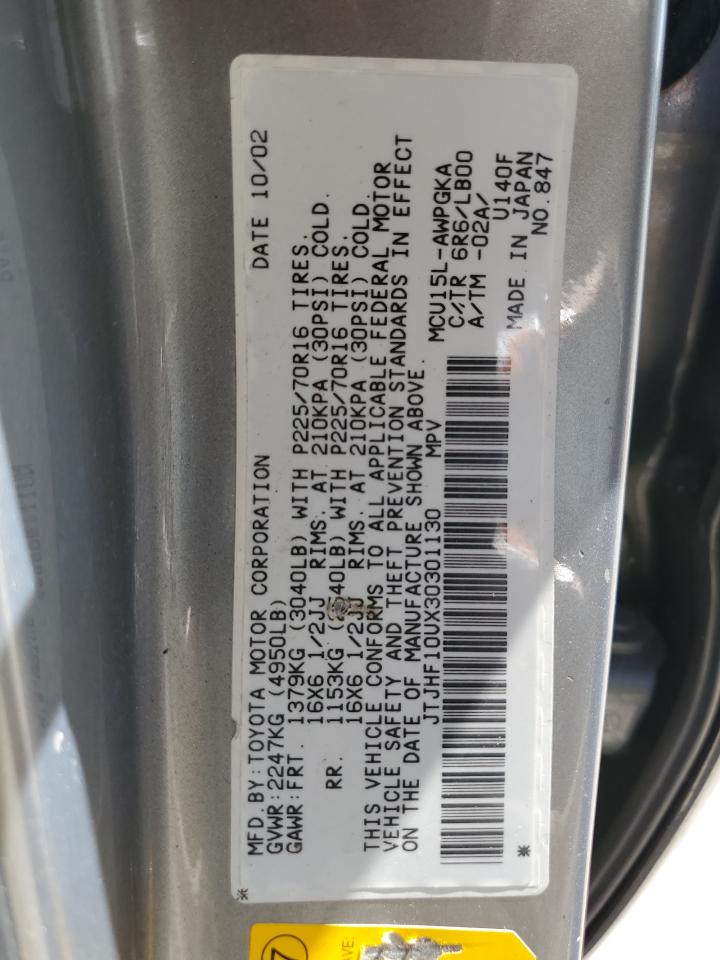 MFD.BY:TOYOTA MOTOR CORPORATION DATE 10/02
GVWR:2247KG (4950LB)
GAWR:FRT. 1379KG (3040LB) WITH P225/70R16 TIRES.
16X6 1/2JJ RIMS. AT 210KPA (30PSI) COLD.
RR. 1153KG (2540LB) WITH P225/70R16 TIRES.
16X6 1/2JJ RIMS. AT 210KPA (30PSI) COLD.
THIS VEHICLE CONFORMS TO ALL APPLICABLE FEDERAL MOTOR
VEHICLE SAFETY AND THEFT PREVENTION STANDARDS IN EFFECT
ON THE DATE OF MANUFACTURE SHOWN ABOVE.
JTJHF10UX30301130 MPV MCU15L-AWPGKA
C/TR 6R6/LB00
A/TM -02A/
U140F
MADE IN JAPAN
NO.847
7
AVE: